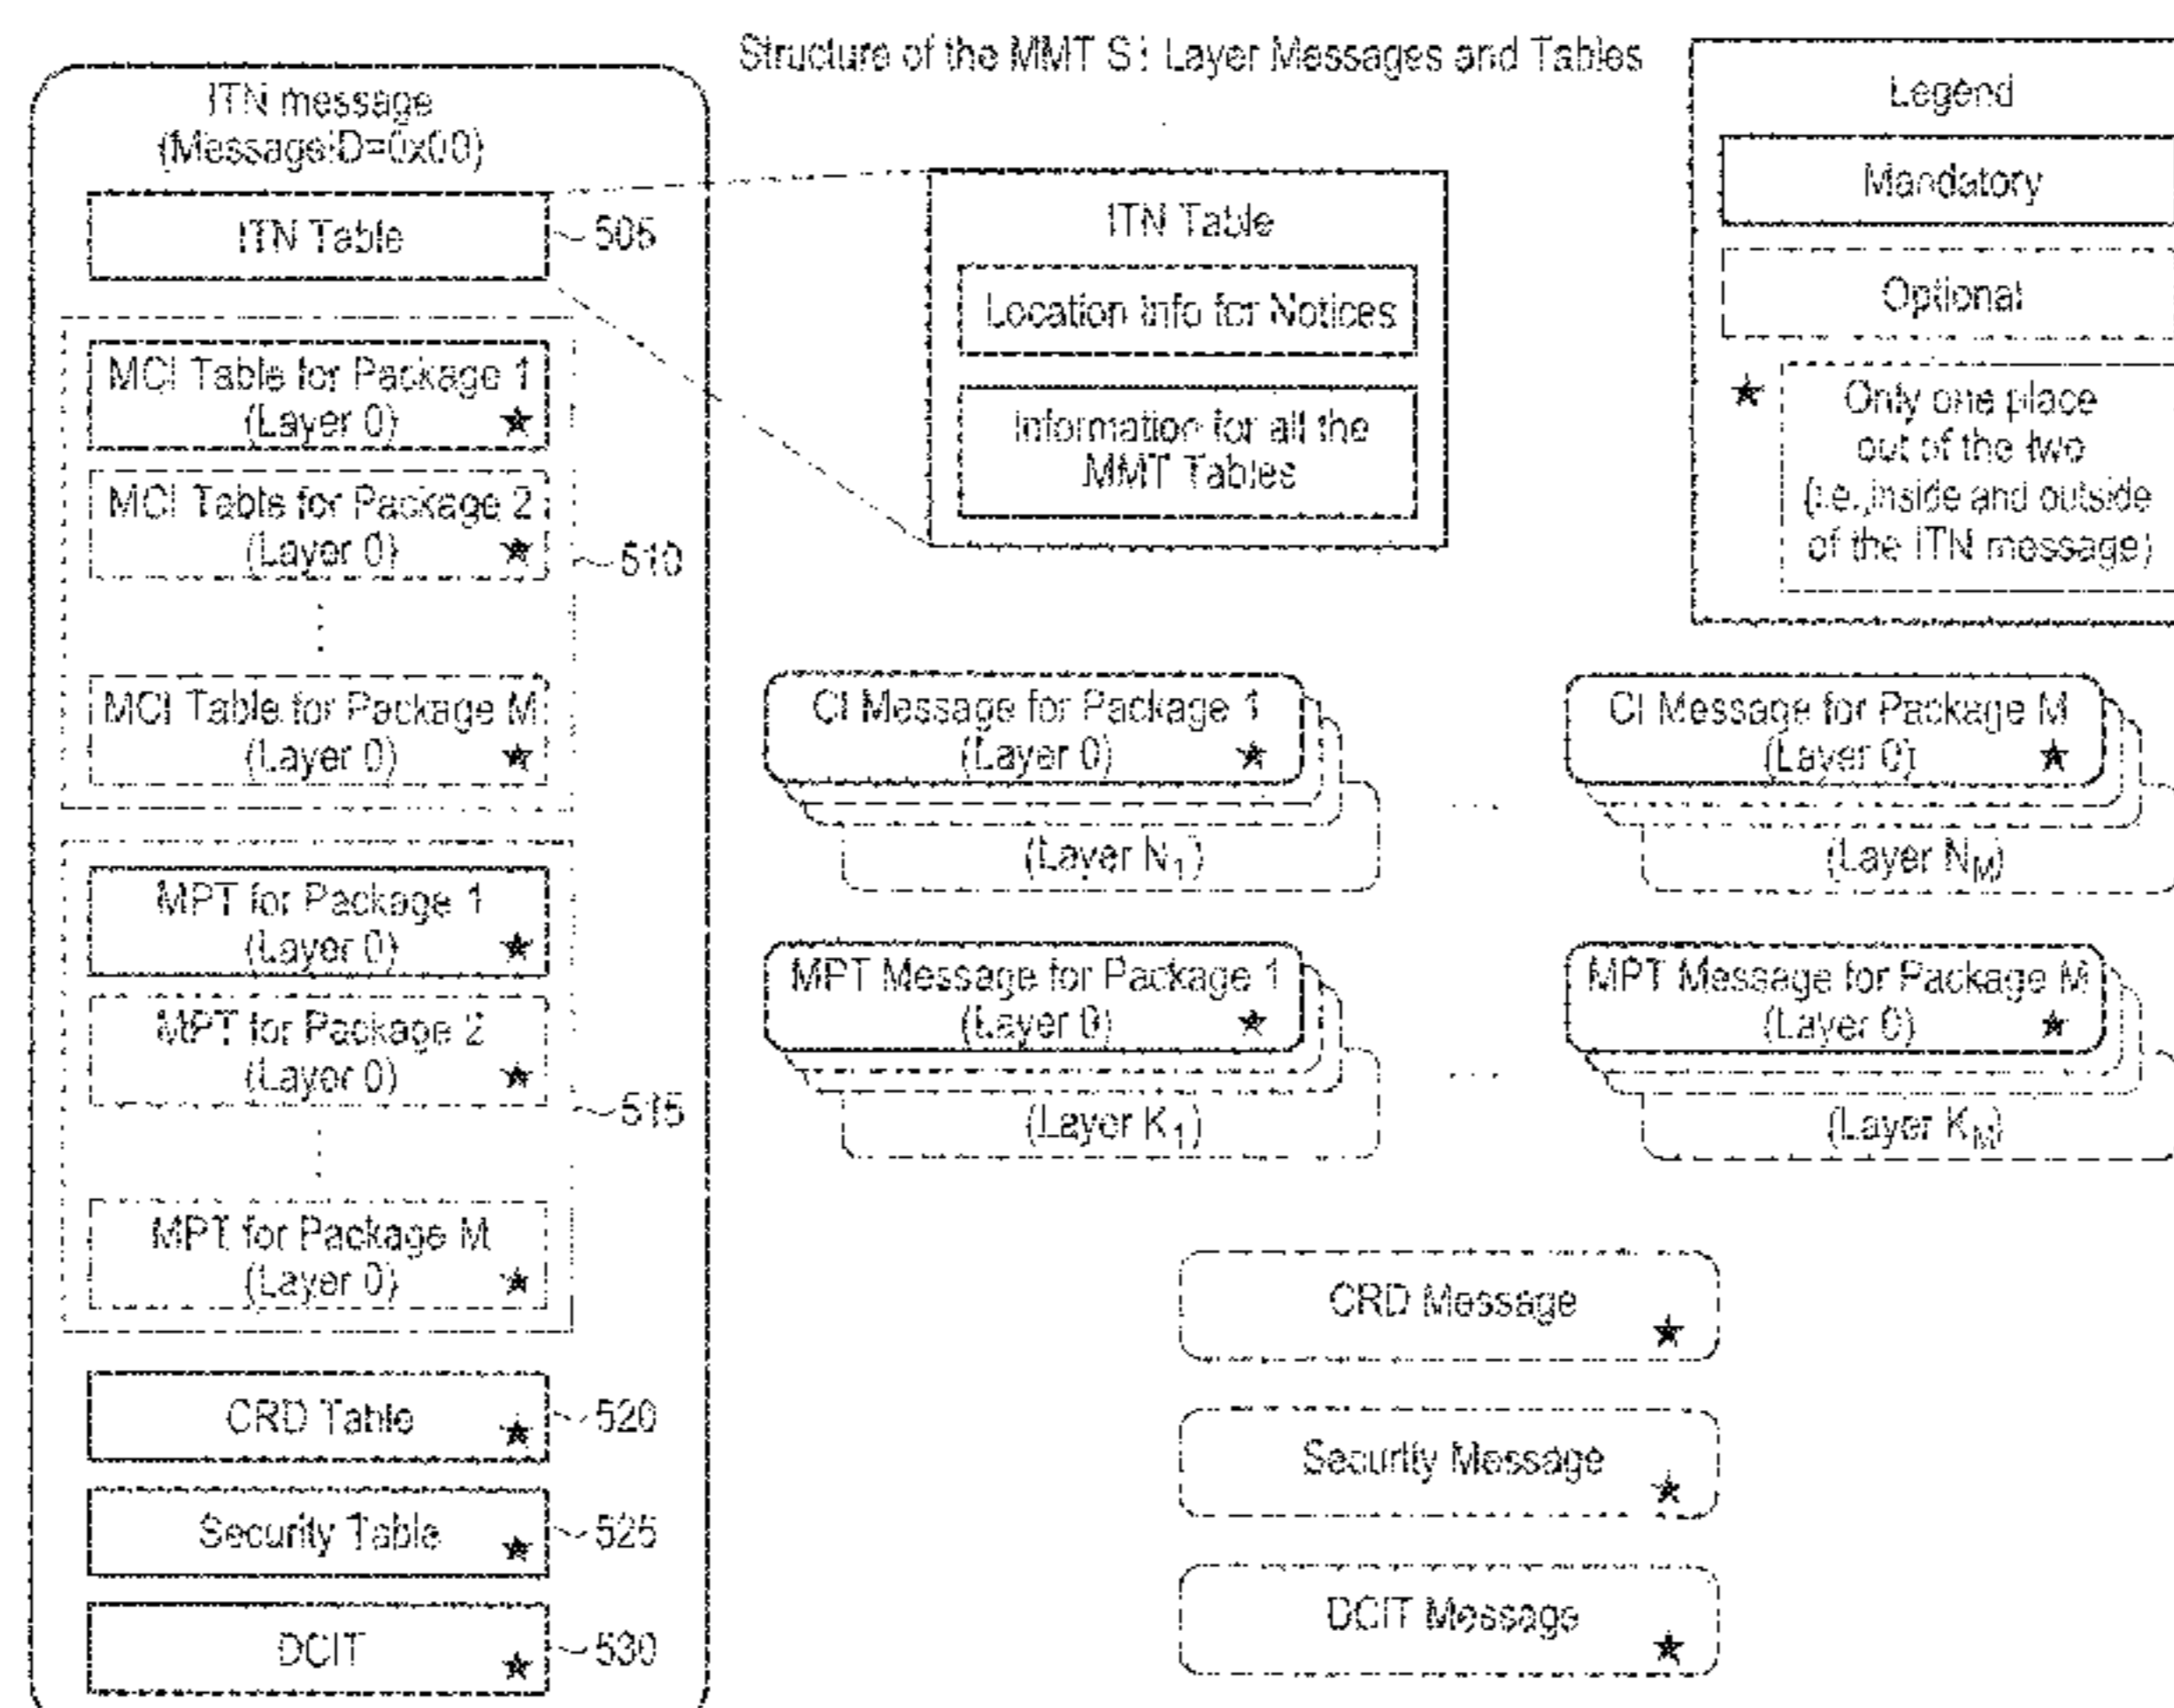 Structure of the MMT SI Layer Messages and Tables
ITN message
(MessageID=0x00)
ITN Table
505
MCI Table for Package 1
(Layer 0) ★
MCI Table for Package 2
(Layer 0) ★
510
MCI Table for Package M
(Layer 0) ★
MPT for Package 1
(Layer 0) ★
MPT for Package 2
(Layer 0) ★
515
MPT for Package M
(Layer 0) ★
CRD Table ★
520
Security Table ★
525
DCIT ★
530
ITN Table
Location Info for Notices
Information for all the
MMT Tables
Legend
Mandatory
Optional
★ Only one place
out of the two
(i.e., inside and outside
of the ITN message)
CI Message for Package 1
(Layer 0) ★
(Layer N1)
CI Message for Package M
(Layer 0) ★
(Layer NM)
MPT Message for Package 1
(Layer 0) ★
(Layer K1)
MPT Message for Package M
(Layer 0) ★
(Layer KM)
CRD Message ★
Security Message ★
DCIT Message ★